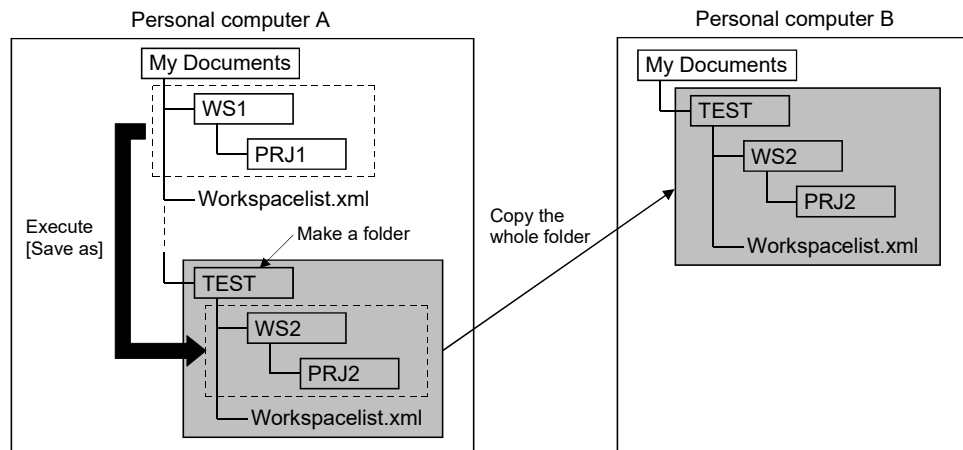 Personal computer A
My Documents
WS1
PRJ1
Workspacelist.xml
Execute
[Save as]
Make a folder
TEST
WS2
PRJ2
Workspacelist.xml
Copy the
whole folder
Personal computer B
My Documents
TEST
WS2
PRJ2
Workspacelist.xml